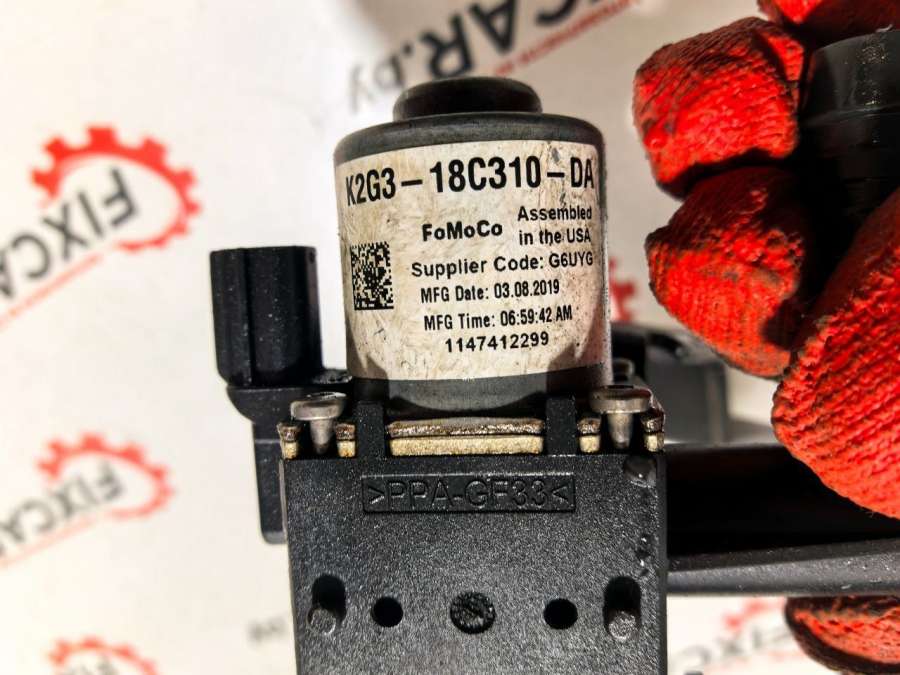 FIXCAR.by
K2G3-18C310-DA
FoMoCo Assembled in the USA
Supplier Code: G6UYG
MFG Date: 03.08.2019
MFG Time: 06:59:42 AM
1147412299
>PPA-GF33<
FIXCAR
FIXCAR